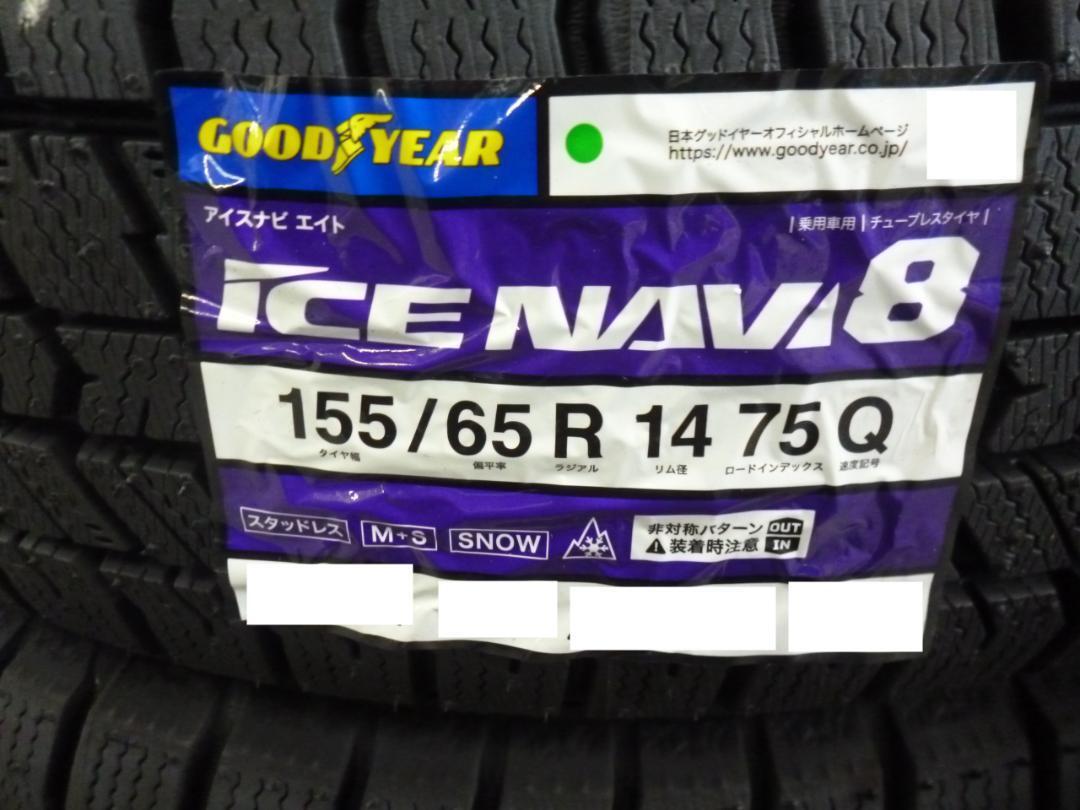 GOODYEAR
日本グッドイヤーオフィシャルホームページ
https://www.goodyear.co.jp/
アイスナビ エイト
|乗用車用|チューブレスタイヤ|
ICE NAVI 8
155/65 R 14 75 Q
タイヤ幅 偏平率 ラジアル リム径 ロードインデックス 速度記号
スタッドレス M+S SNOW
非対称パターン OUT
装着時注意 IN